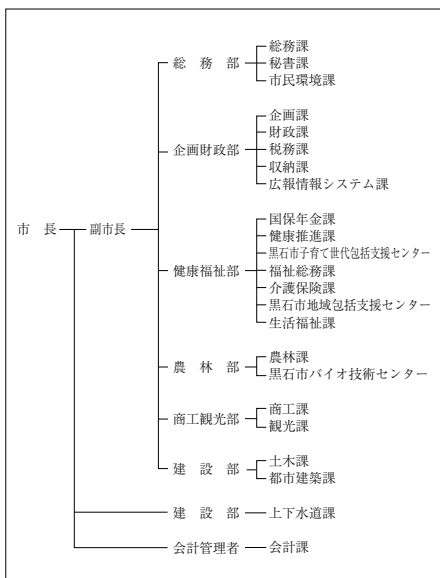 市　長
副市長
総　務　部
総務課
秘書課
市民環境課
企画財政部
企画課
財政課
税務課
収納課
広報情報システム課
健康福祉部
国保年金課
健康推進課
黒石市子育て世代包括支援センター
福祉総務課
介護保険課
黒石市地域包括支援センター
生活福祉課
農　林　部
農林課
黒石市バイオ技術センター
商工観光部
商工課
観光課
建　設　部
土木課
都市建築課
建　設　部
上下水道課
会計管理者
会計課